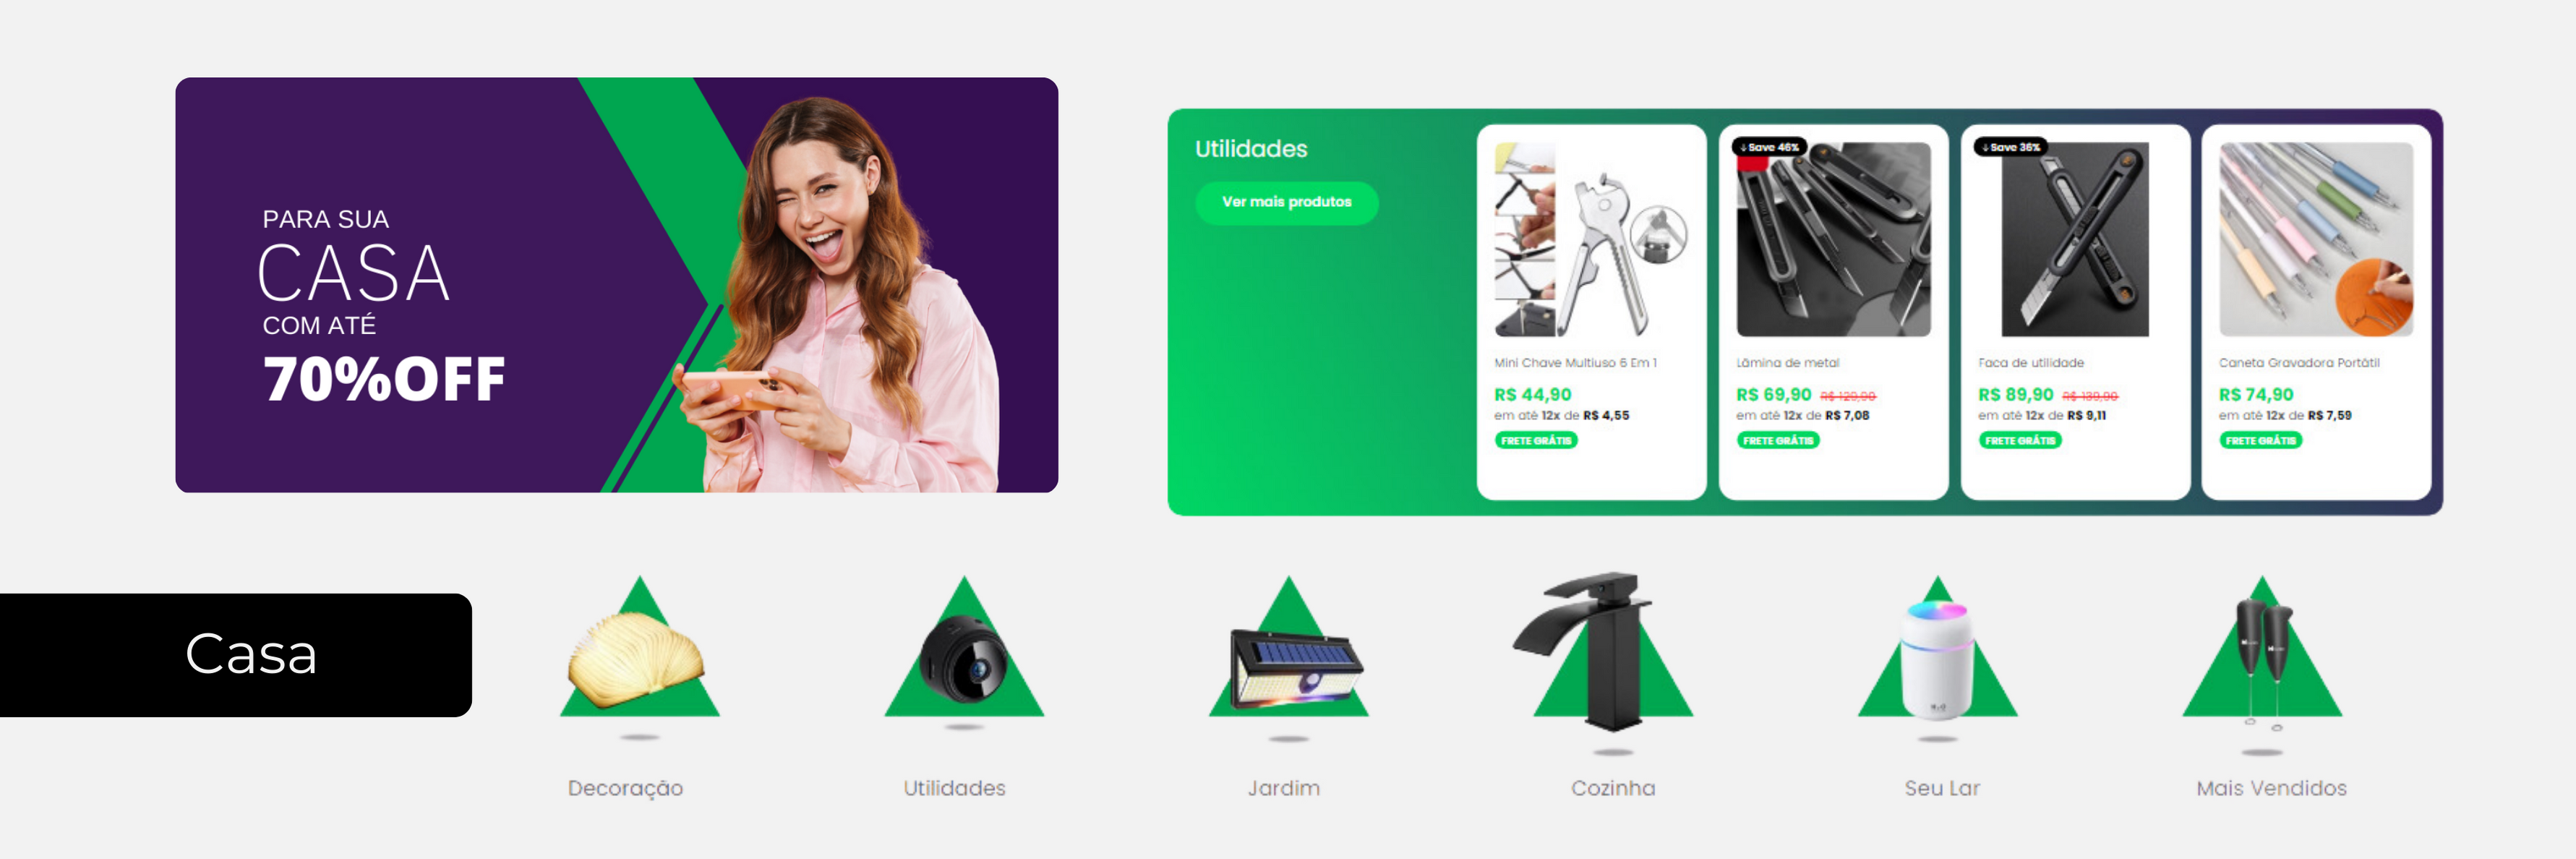 PARA SUA
CASA
COM ATÉ
70%OFF
Utilidades
Ver mais produtos
Mini Chave Multiuso 6 Em 1
R$ 44,90
em até 12x de R$ 4,55
FRETE GRÁTIS
↓ Save 46%
Lâmina de metal
R$ 69,90 R$ 129,90
em até 12x de R$ 7,08
FRETE GRÁTIS
↓ Save 36%
Faca de utilidade
R$ 89,90 R$ 139,90
em até 12x de R$ 9,11
FRETE GRÁTIS
Caneta Gravadora Portátil
R$ 74,90
em até 12x de R$ 7,59
FRETE GRÁTIS
Casa
Decoração
Utilidades
Jardim
Cozinha
Seu Lar
Mais Vendidos